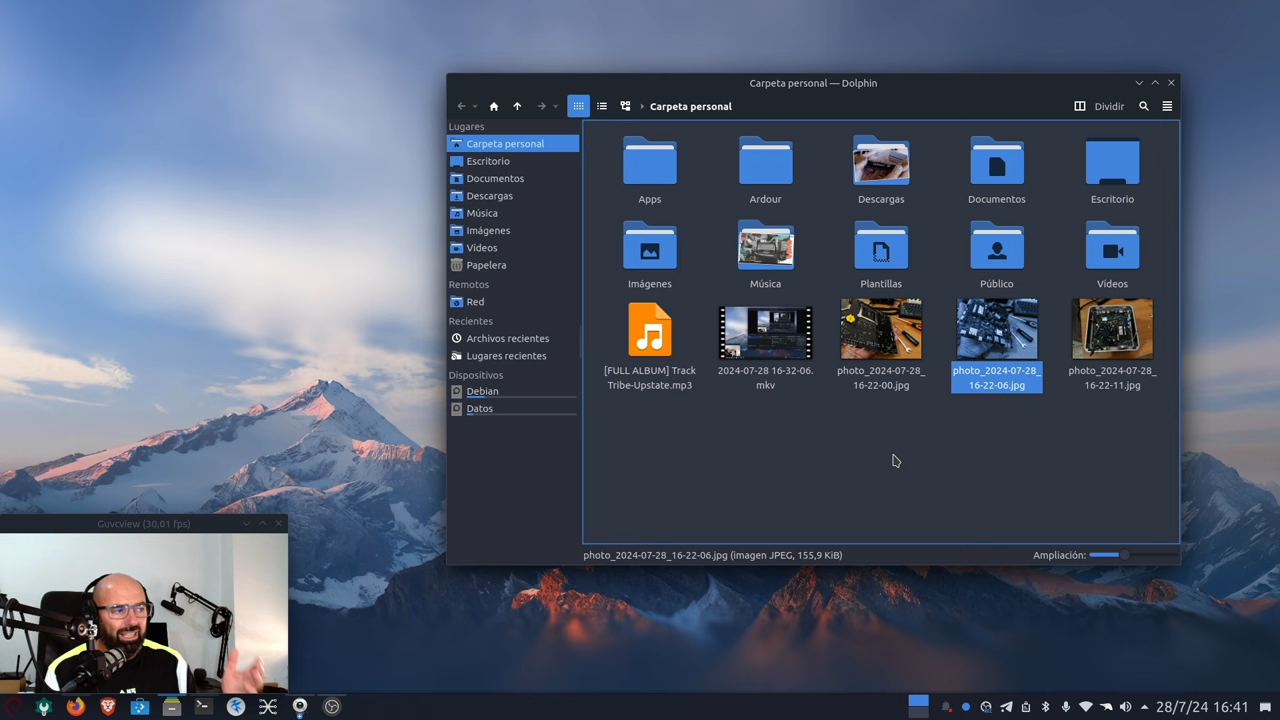 Carpeta personal — Dolphin
Carpeta personal
Dividir
Lugares
Carpeta personal
Escritorio
Documentos
Descargas
Música
Imágenes
Vídeos
Papelera
Remotos
Red
Recientes
Archivos recientes
Lugares recientes
Dispositivos
Debian
Datos
Apps
Ardour
Descargas
Documentos
Escritorio
Imágenes
Música
Plantillas
Público
Vídeos
[FULL ALBUM] Track
Tribe-Upstate.mp3
2024-07-28 16-32-06.
mkv
photo_2024-07-28_
16-22-00.jpg
photo_2024-07-28_
16-22-06.jpg
photo_2024-07-28_
16-22-11.jpg
photo_2024-07-28_16-22-06.jpg (imagen JPEG, 155,9 KiB)
Ampliación:
Guvcview (30,01 fps)
28/7/24 16:41